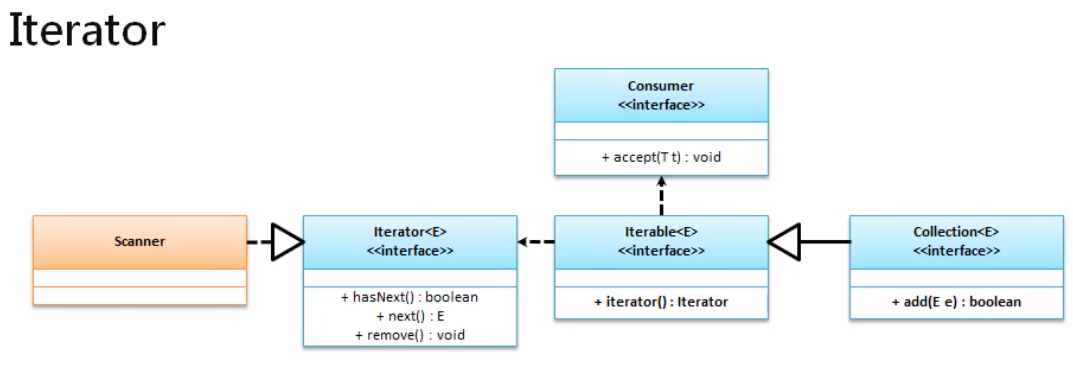 Iterator
Consumer
<<interface>>
+ accept(T t) : void
Scanner
Iterator<E>
<<interface>>
+ hasNext() : boolean
+ next() : E
+ remove() : void
Iterable<E>
<<interface>>
+ iterator() : Iterator
Collection<E>
<<interface>>
+ add(E e) : boolean